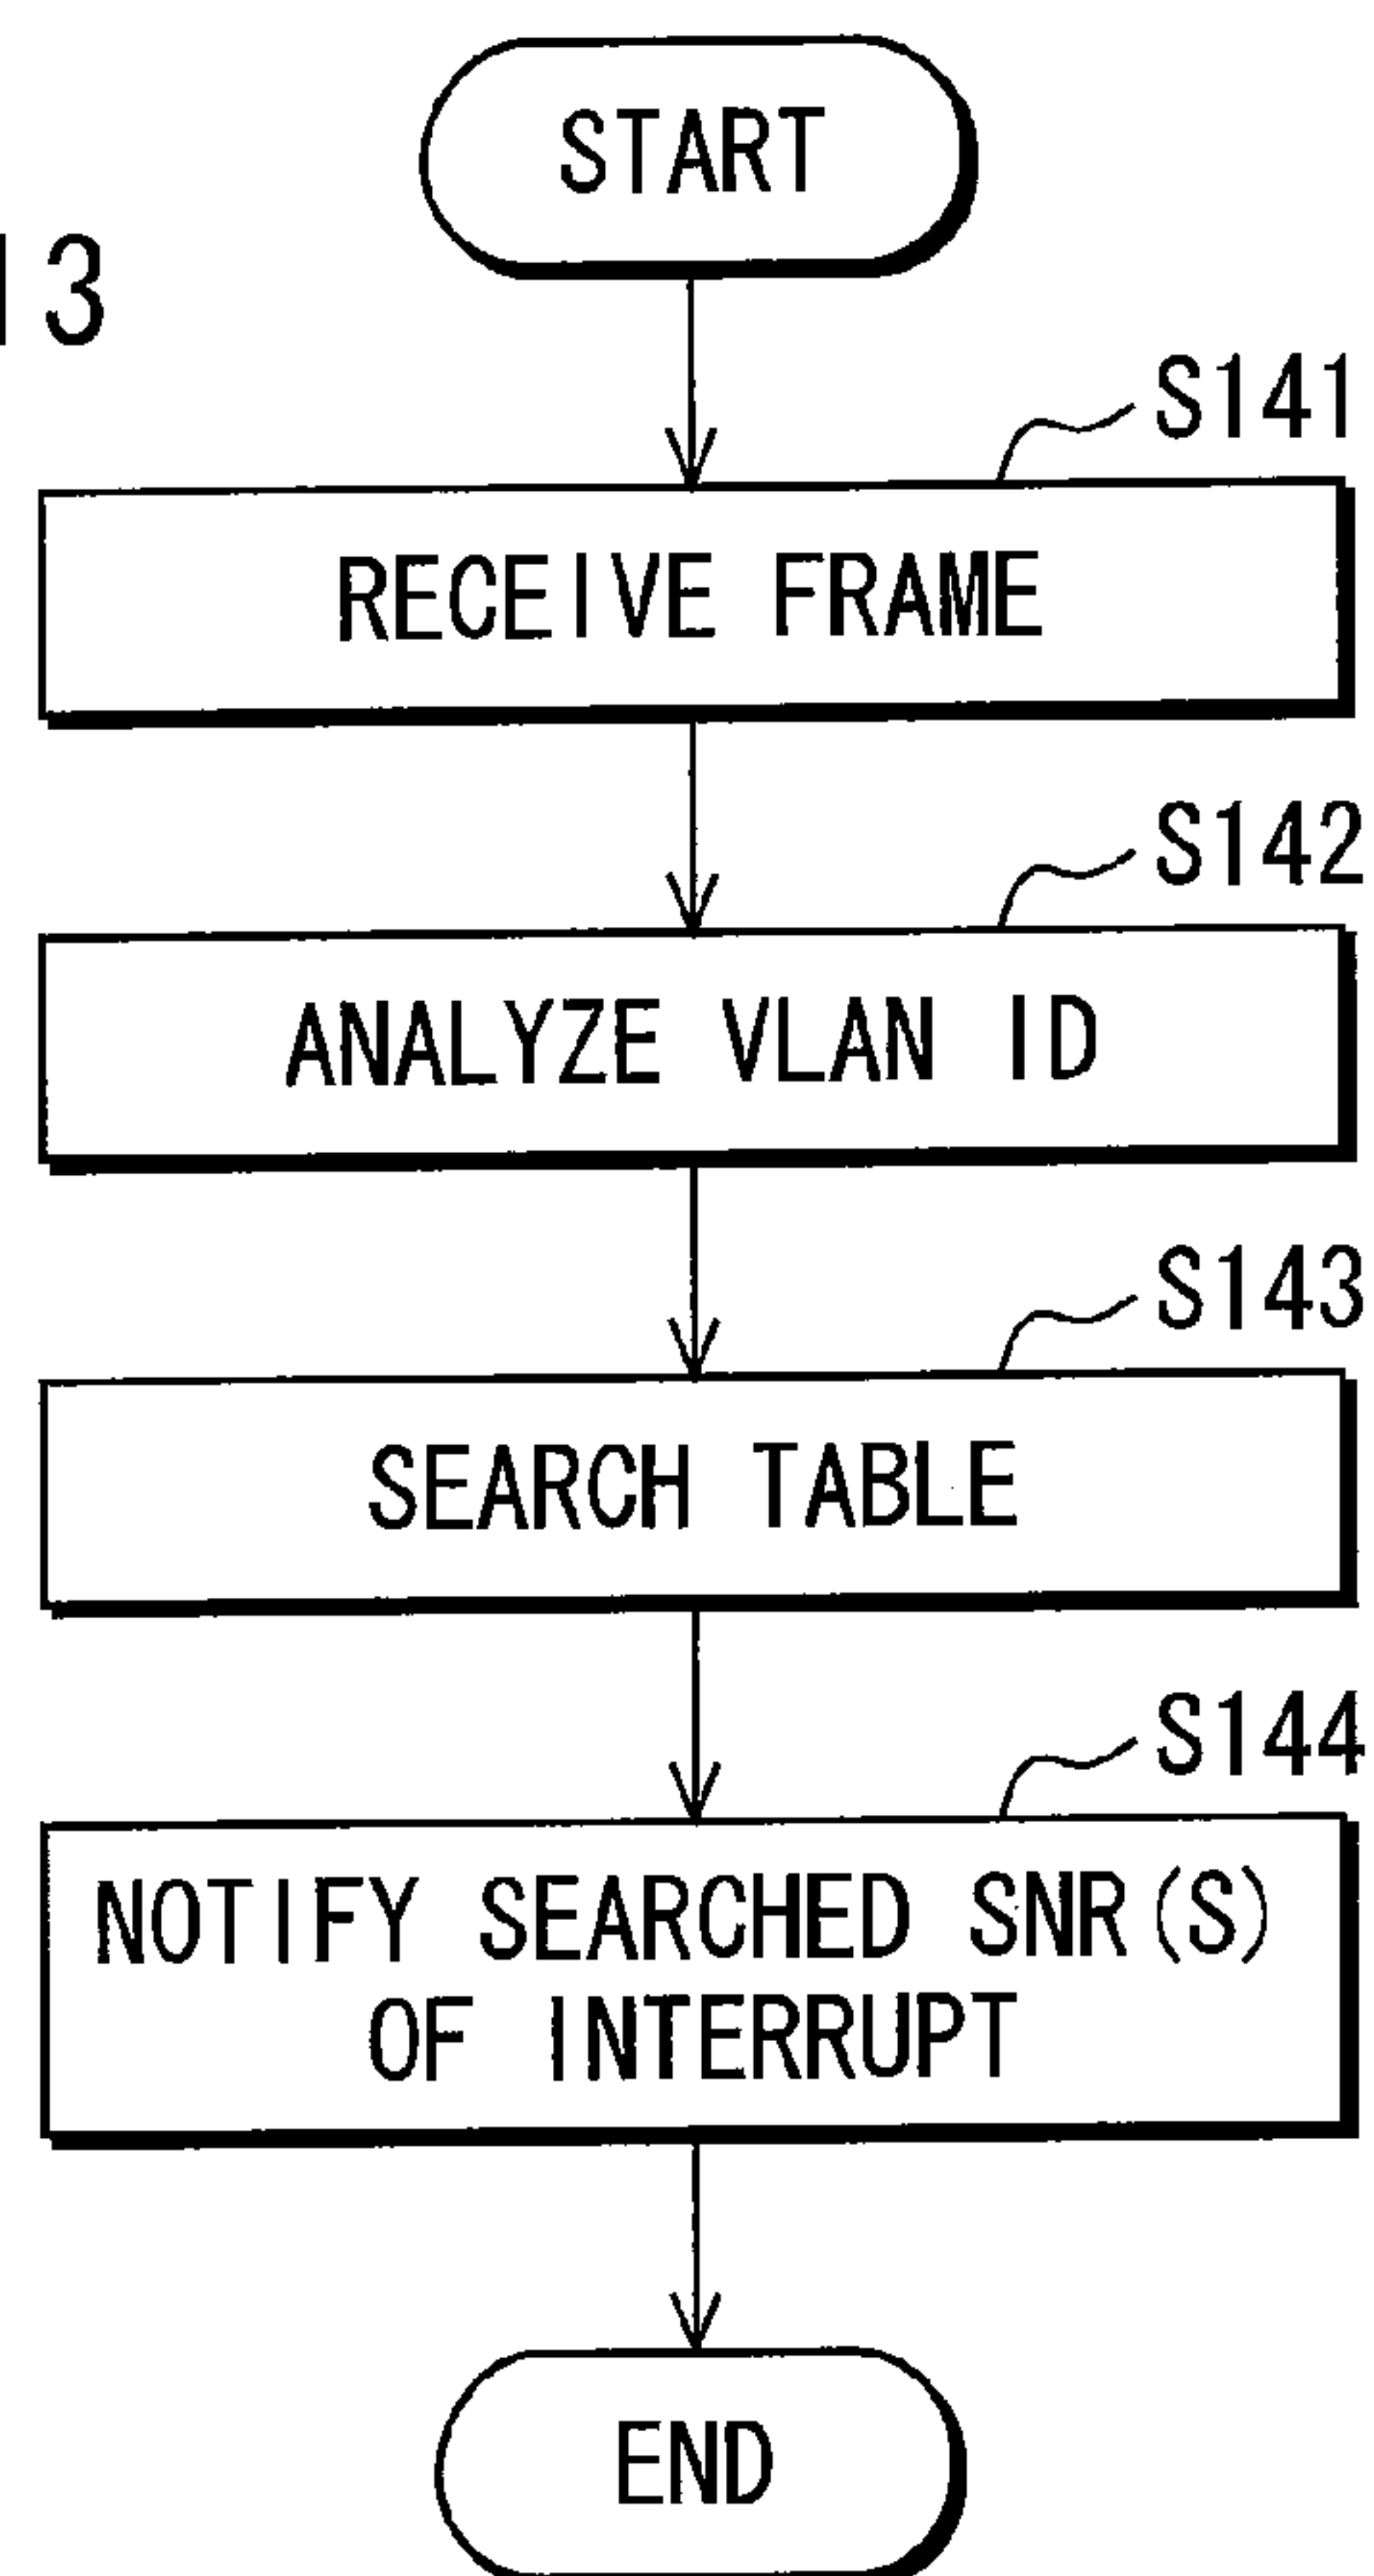 START
13
S141
RECEIVE FRAME
S142
ANALYZE VLAN ID
S143
SEARCH TABLE
S144
NOTIFY SEARCHED SNR(S)
OF INTERRUPT
END